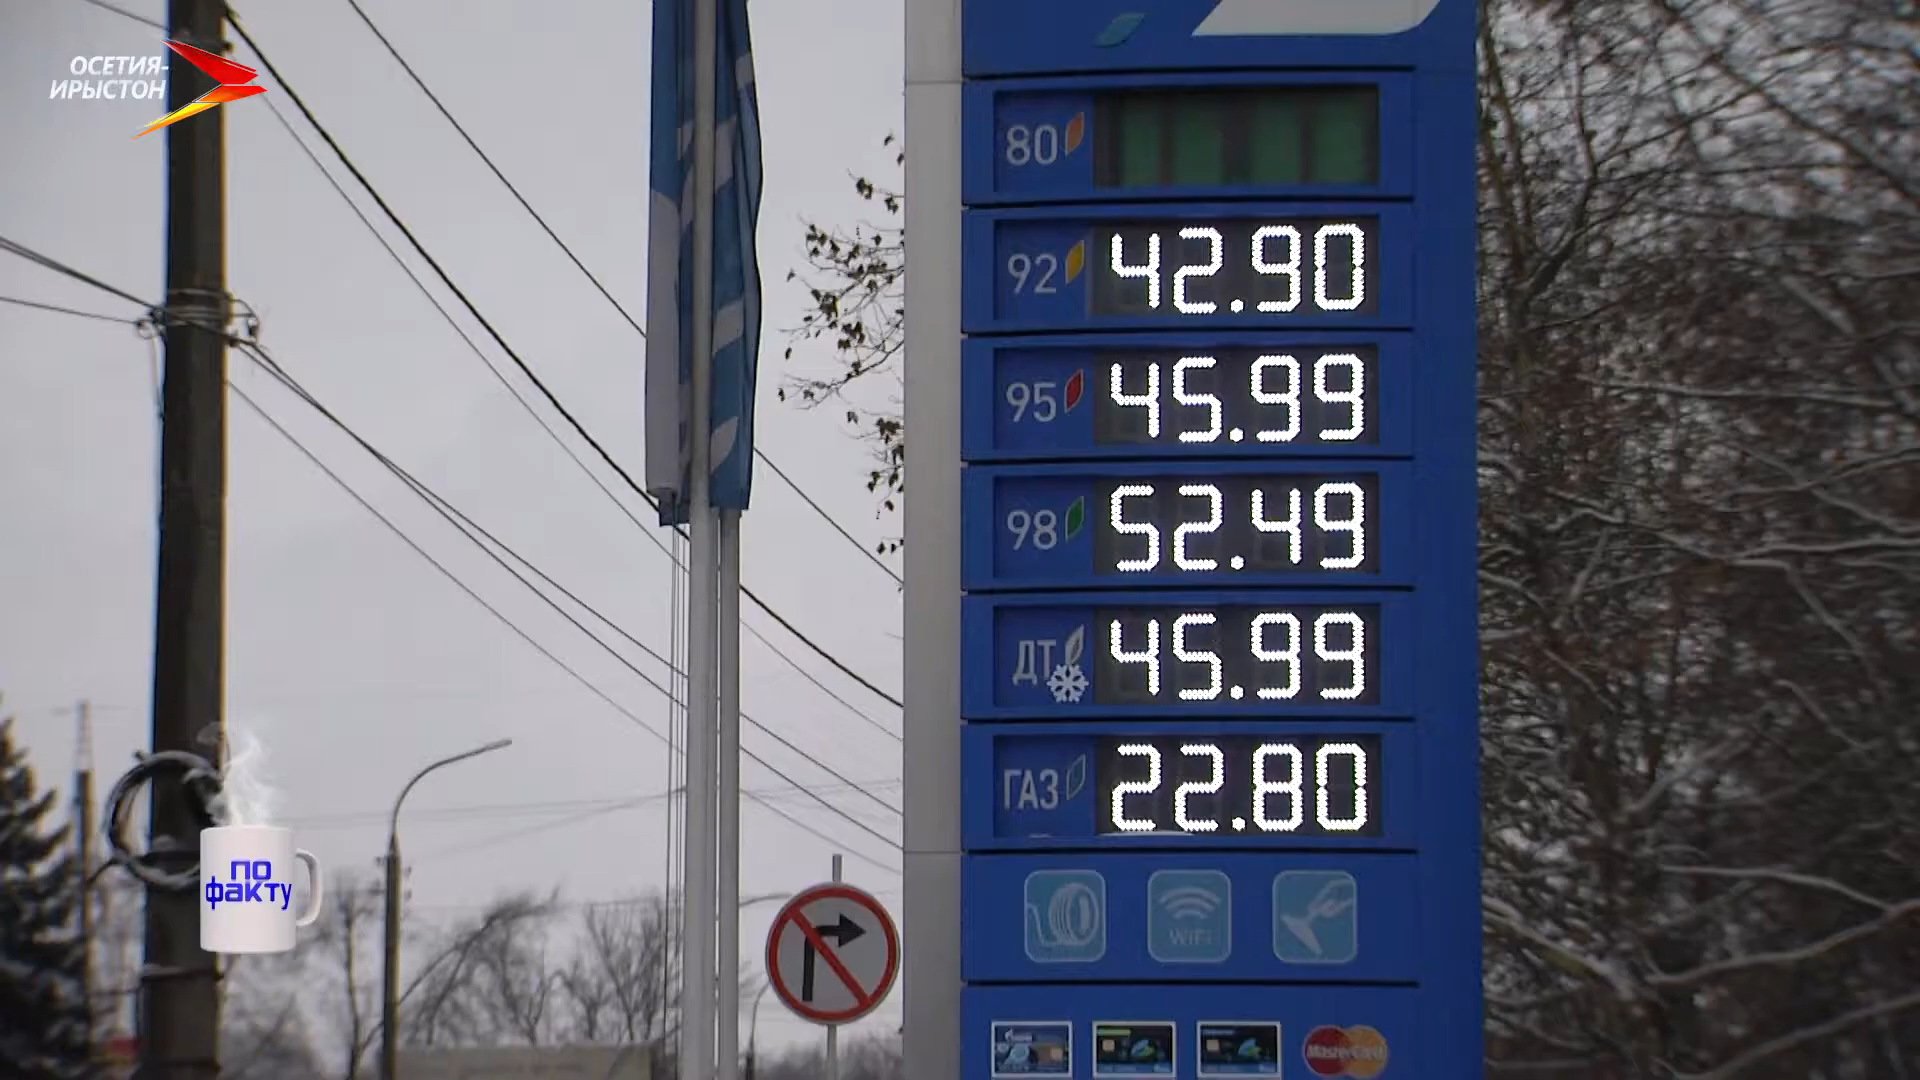 ОСЕТИЯ-
ИРЫСТОН
80
92 42.90
95 45.99
98 52.49
ДТ 45.99
ГАЗ 22.80
WiFi
MasterCard
по
факту